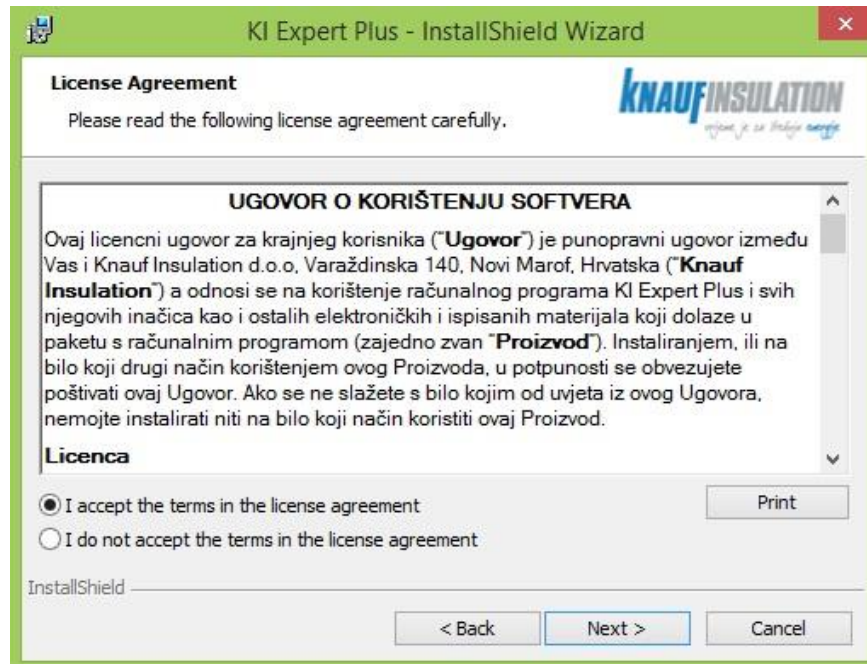 KI Expert Plus - InstallShield Wizard
License Agreement
Please read the following license agreement carefully.
KNAUFINSULATION
vrijeme je za štednju energije
UGOVOR O KORIŠTENJU SOFTVERA
Ovaj licencni ugovor za krajnjeg korisnika ("Ugovor") je punopravni ugovor između
Vas i Knauf Insulation d.o.o, Varaždinska 140, Novi Marof, Hrvatska ("Knauf
Insulation") a odnosi se na korištenje računalnog programa KI Expert Plus i svih
njegovih inačica kao i ostalih elektroničkih i ispisanih materijala koji dolaze u
paketu s računalnim programom (zajedno zvan "Proizvod"). Instaliranjem, ili na
bilo koji drugi način korištenjem ovog Proizvoda, u potpunosti se obvezujete
poštivati ovaj Ugovor. Ako se ne slažete s bilo kojim od uvjeta iz ovog Ugovora,
nemojte instalirati niti na bilo koji način koristiti ovaj Proizvod.
Licenca
I accept the terms in the license agreement
Print
I do not accept the terms in the license agreement
InstallShield
< Back
Next >
Cancel